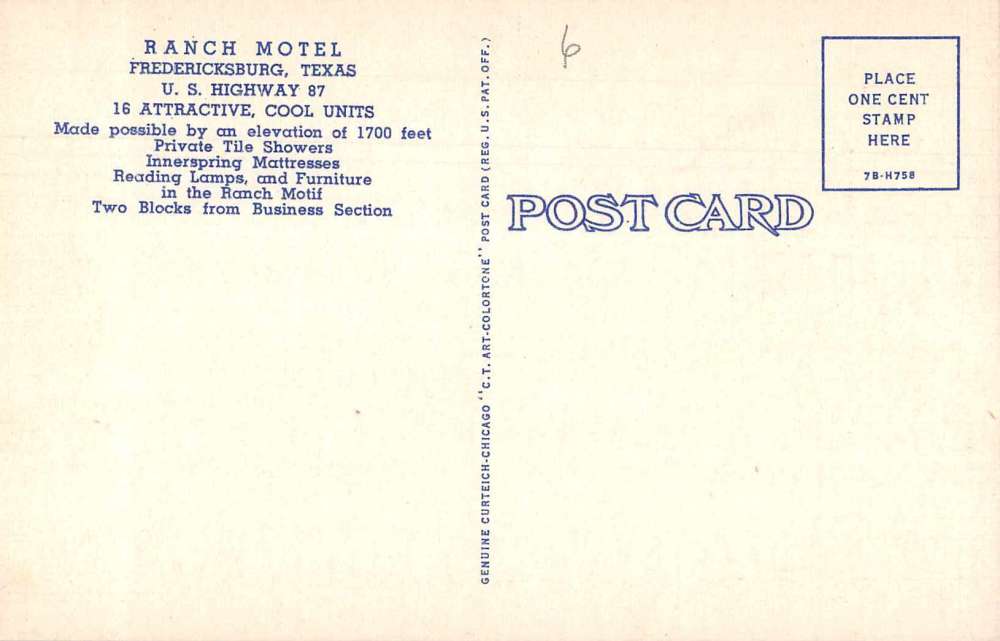 RANCH MOTEL
FREDERICKSBURG, TEXAS
U. S. HIGHWAY 87
16 ATTRACTIVE, COOL UNITS
Made possible by an elevation of 1700 feet
Private Tile Showers
Innerspring Mattresses
Reading Lamps, and Furniture
in the Ranch Motif
Two Blocks from Business Section
GENUINE CURTEICH-CHICAGO "C.T. ART-COLORTONE" POST CARD (REG. U.S. PAT. OFF.)
6
PLACE
ONE CENT
STAMP
HERE
7B-H758
POST CARD